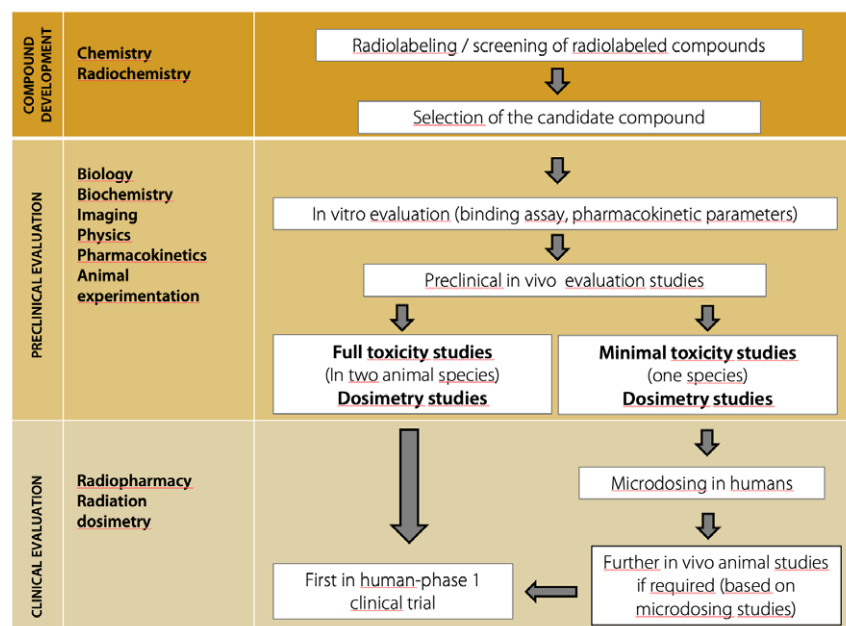 COMPOUND
DEVELOPMENT
Chemistry
Radiochemistry
Radiolabeling / screening of radiolabeled compounds
Selection of the candidate compound
PRECLINICAL EVALUATION
Biology
Biochemistry
Imaging
Physics
Pharmacokinetics
Animal
experimentation
In vitro evaluation (binding assay, pharmacokinetic parameters)
Preclinical in vivo evaluation studies
Full toxicity studies
(In two animal species)
Dosimetry studies
Minimal toxicity studies
(one species)
Dosimetry studies
CLINICAL EVALUATION
Radiopharmacy
Radiation
dosimetry
Microdosing in humans
Further in vivo animal studies
if required (based on
microdosing studies)
First in human-phase 1
clinical trial